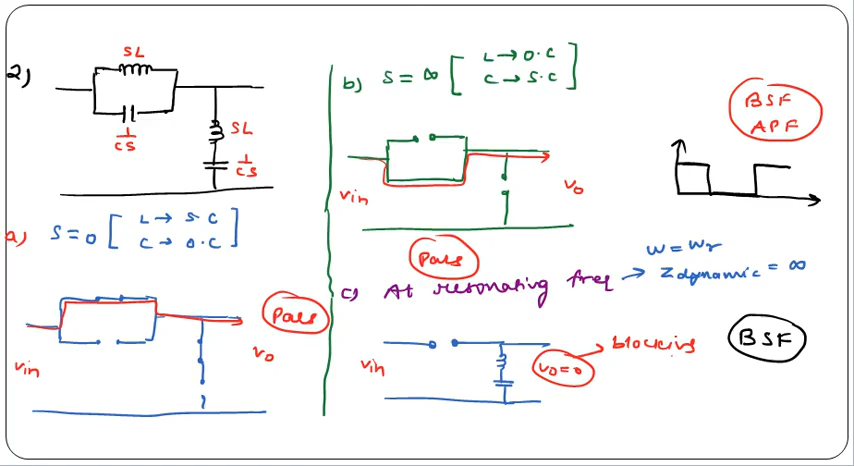 2)
SL
1/CS
SL
1/CS
a) S=0 [ L → S C
C → O.C ]
Vin
Pass
Vo
b) S = ∞ [ L → O.C
C → S.C ]
Vin
Vo
Pass
BSF
APF
c) At resonating freq → W = Wr
Zdynamic = ∞
Vin
Vo=0
blocking
BSF